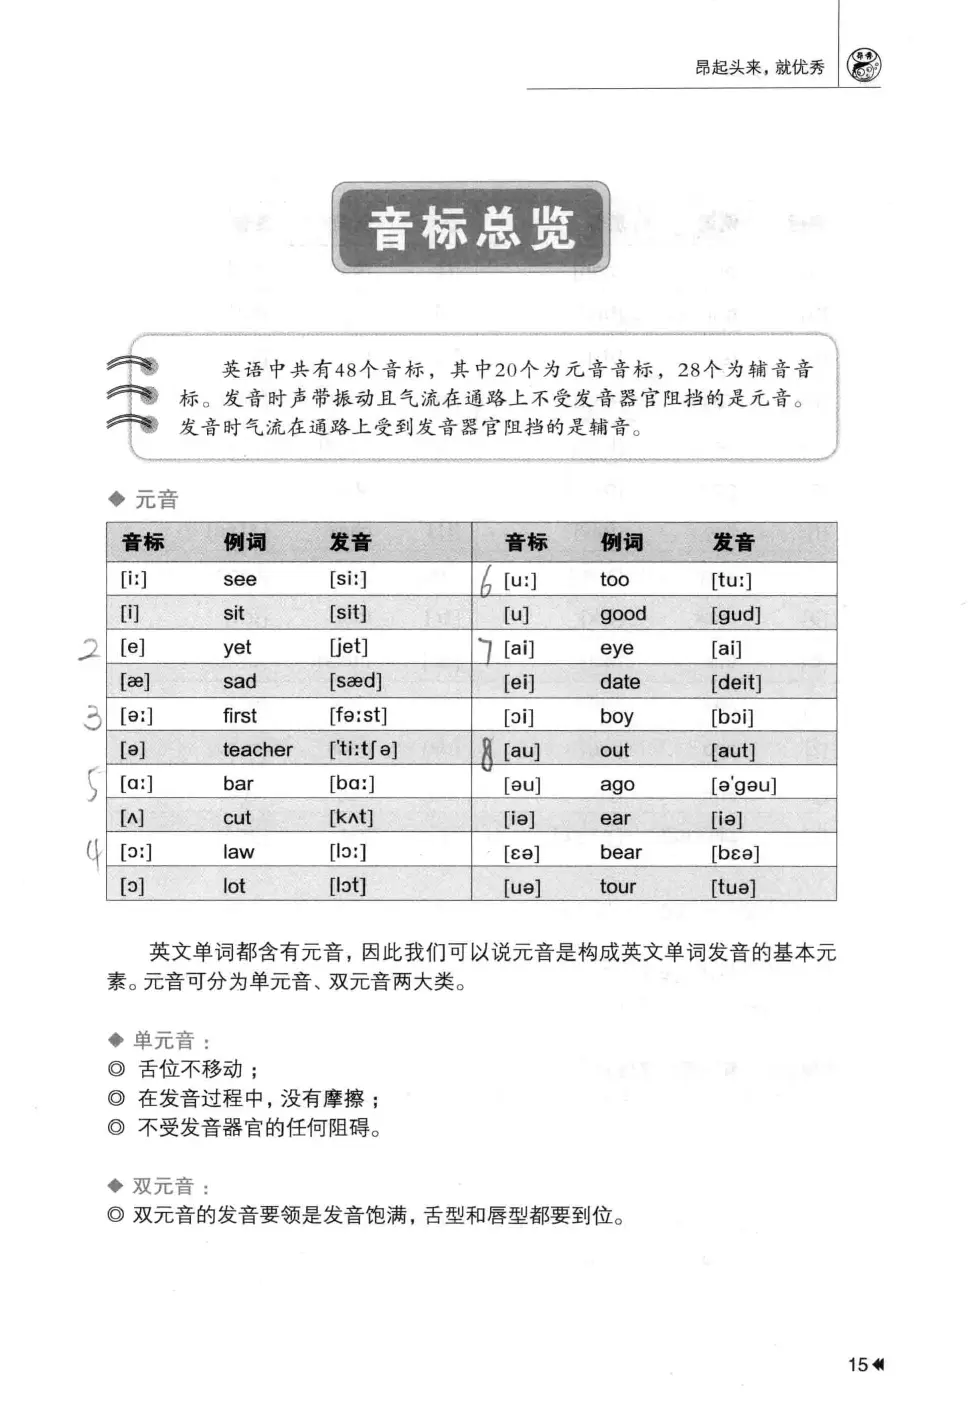 昂起头来，就优秀
音标总览
英语中共有48个音标，其中20个为元音音标，28个为辅音音
标。发音时声带振动且气流在通路上不受发音器官阻挡的是元音。
发音时气流在通路上受到发音器官阻挡的是辅音。
◆ 元音
音标 例词 发音 音标 例词 发音
[i:] see [si:] 6 [u:] too [tu:]
[i] sit [sit] [u] good [gud]
2 [e] yet [jet] 7 [ai] eye [ai]
[æ] sad [sæd] [ei] date [deit]
3 [ə:] first [fə:st] [ɔi] boy [bɔi]
[ə] teacher ['ti:tʃə] 8 [au] out [aut]
5 [ɑ:] bar [bɑ:] [əu] ago [ə'gəu]
[ʌ] cut [kʌt] [iə] ear [iə]
4 [ɔ:] law [lɔ:] [ɛə] bear [bɛə]
[ɔ] lot [lɔt] [uə] tour [tuə]
英文单词都含有元音，因此我们可以说元音是构成英文单词发音的基本元
素。元音可分为单元音、双元音两大类。
◆ 单元音：
◎ 舌位不移动；
◎ 在发音过程中，没有摩擦；
◎ 不受发音器官的任何阻碍。
◆ 双元音：
◎ 双元音的发音要领是发音饱满，舌型和唇型都要到位。
15